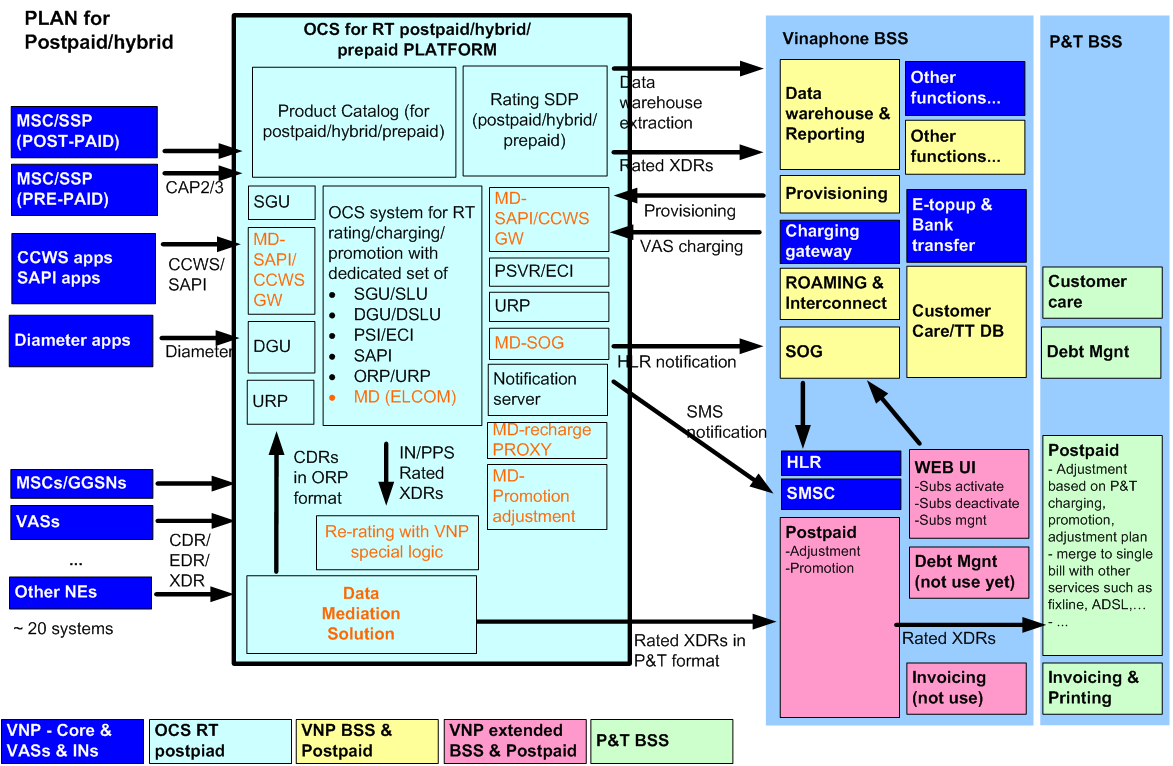 PLAN for
Postpaid/hybrid
OCS for RT postpaid/hybrid/
prepaid PLATFORM
Vinaphone BSS
P&T BSS
MSC/SSP
(POST-PAID)
MSC/SSP
(PRE-PAID)
CAP2/3
CCWS apps
SAPI apps
CCWS/
SAPI
Diameter apps
Diameter
MSCs/GGSNs
VASs
...
Other NEs
CDR/
EDR/
XDR
~ 20 systems
Product Catalog (for
postpaid/hybrid/prepaid)
Rating SDP
(postpaid/hybrid/
prepaid)
SGU
MD-
SAPI/
CCWS
GW
DGU
URP
OCS system for RT
rating/charging/
promotion with
dedicated set of
• SGU/SLU
• DGU/DSLU
• PSI/ECI
• SAPI
• ORP/URP
• MD (ELCOM)
MD-
SAPI/CCWS
GW
PSVR/ECI
URP
MD-SOG
Notification
server
MD-recharge
PROXY
MD-
Promotion
adjustment
CDRs
in ORP
format
IN/PPS
Rated
XDRs
Re-rating with VNP
special logic
Data
Mediation
Solution
Data
warehouse
extraction
Rated XDRs
Provisioning
VAS charging
HLR notification
SMS
notification
Rated XDRs in
P&T format
Data
warehouse &
Reporting
Other
functions...
Other
functions...
Provisioning
Charging
gateway
E-topup &
Bank
transfer
ROAMING &
Interconnect
Customer
Care/TT DB
SOG
HLR
SMSC
WEB UI
-Subs activate
-Subs deactivate
-Subs mgnt
Postpaid
-Adjustment
-Promotion
Debt Mgnt
(not use yet)
Rated XDRs
Invoicing
(not use)
Customer
care
Debt Mgnt
Postpaid
- Adjustment
based on P&T
charging,
promotion,
adjustment plan
- merge to single
bill with other
services such as
fixline, ADSL,…
- ...
Invoicing &
Printing
VNP - Core &
VASs & INs
OCS RT
postpiad
VNP BSS &
Postpaid
VNP extended
BSS & Postpaid
P&T BSS